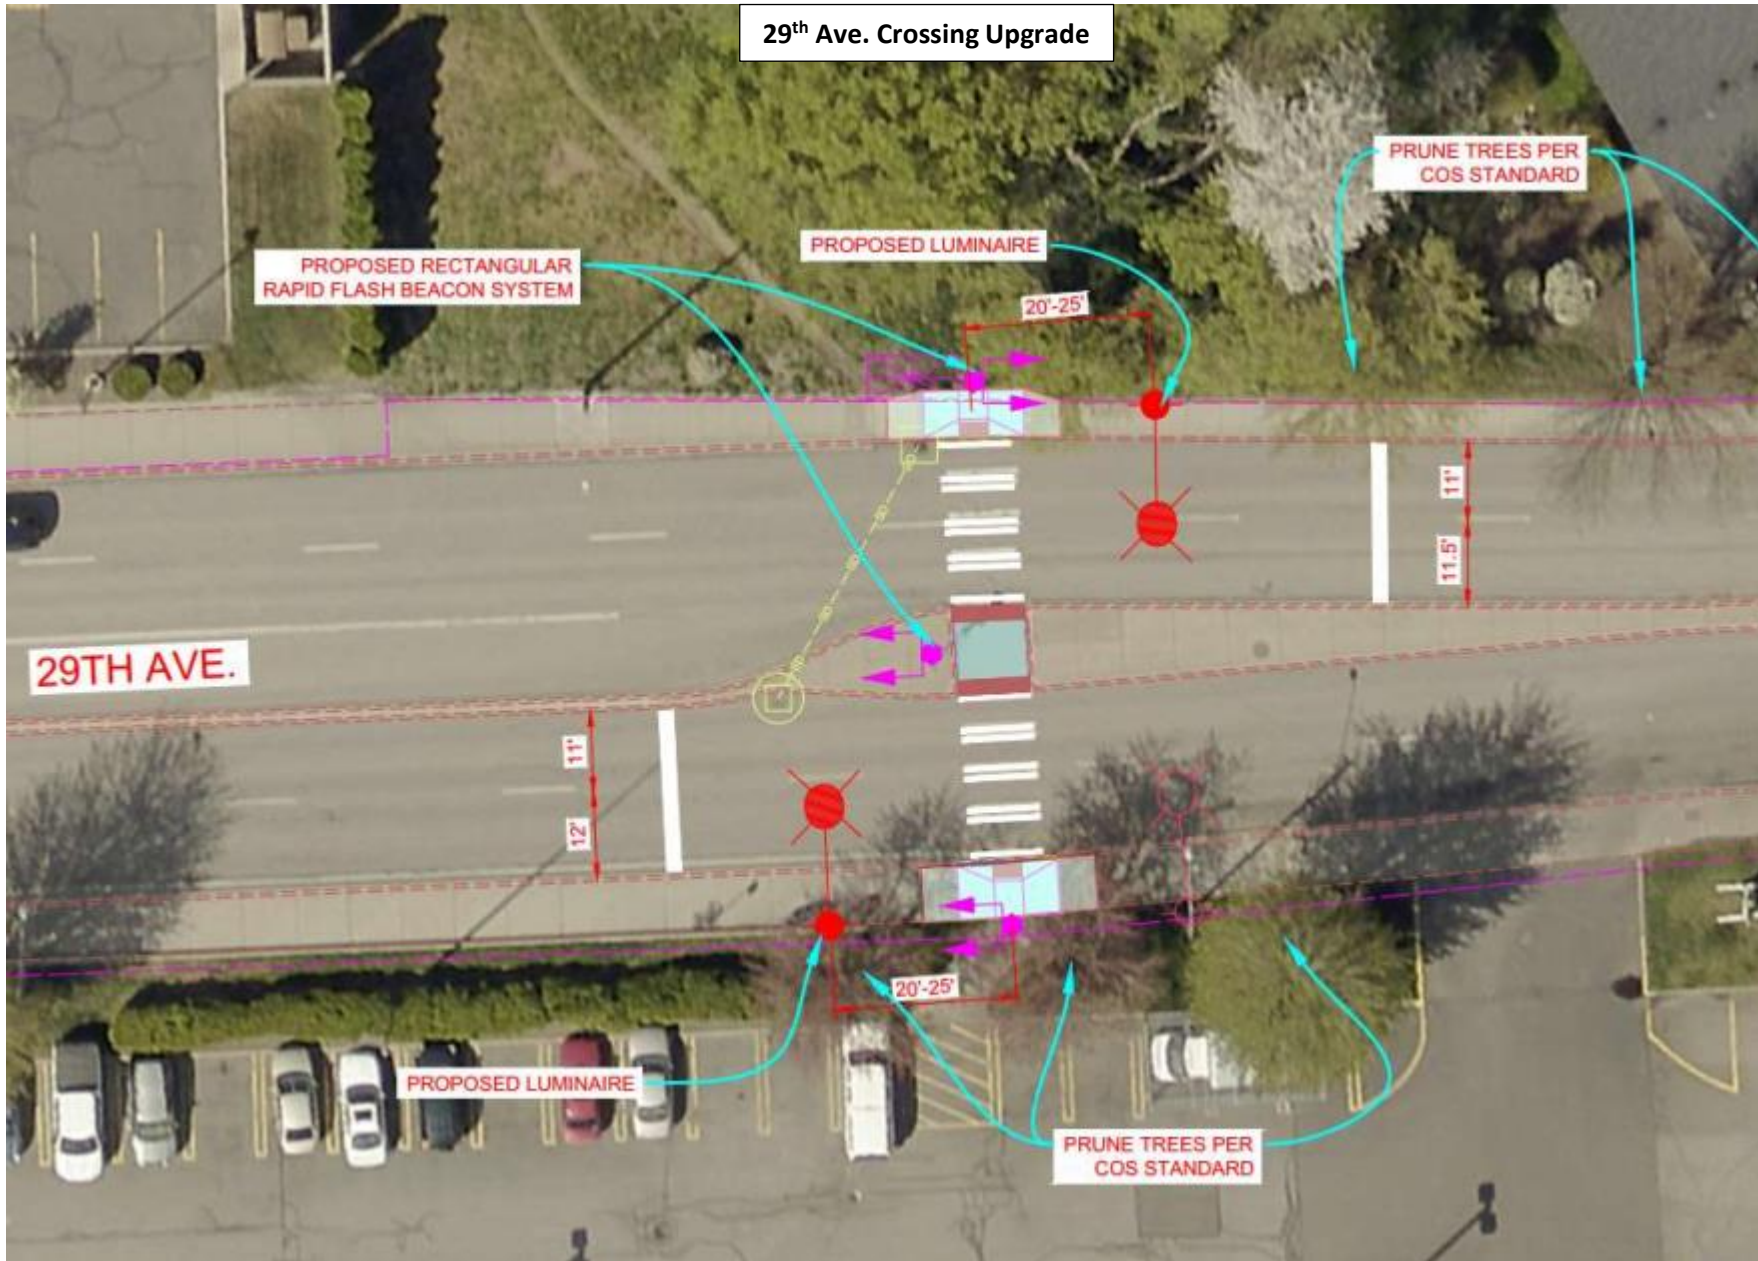 29th Ave. Crossing Upgrade
PRUNE TREES PER
COS STANDARD
PROPOSED LUMINAIRE
PROPOSED RECTANGULAR
RAPID FLASH BEACON SYSTEM
20'-25'
11'
11.5'
29TH AVE.
11'
12'
20'-25'
PROPOSED LUMINAIRE
PRUNE TREES PER
COS STANDARD